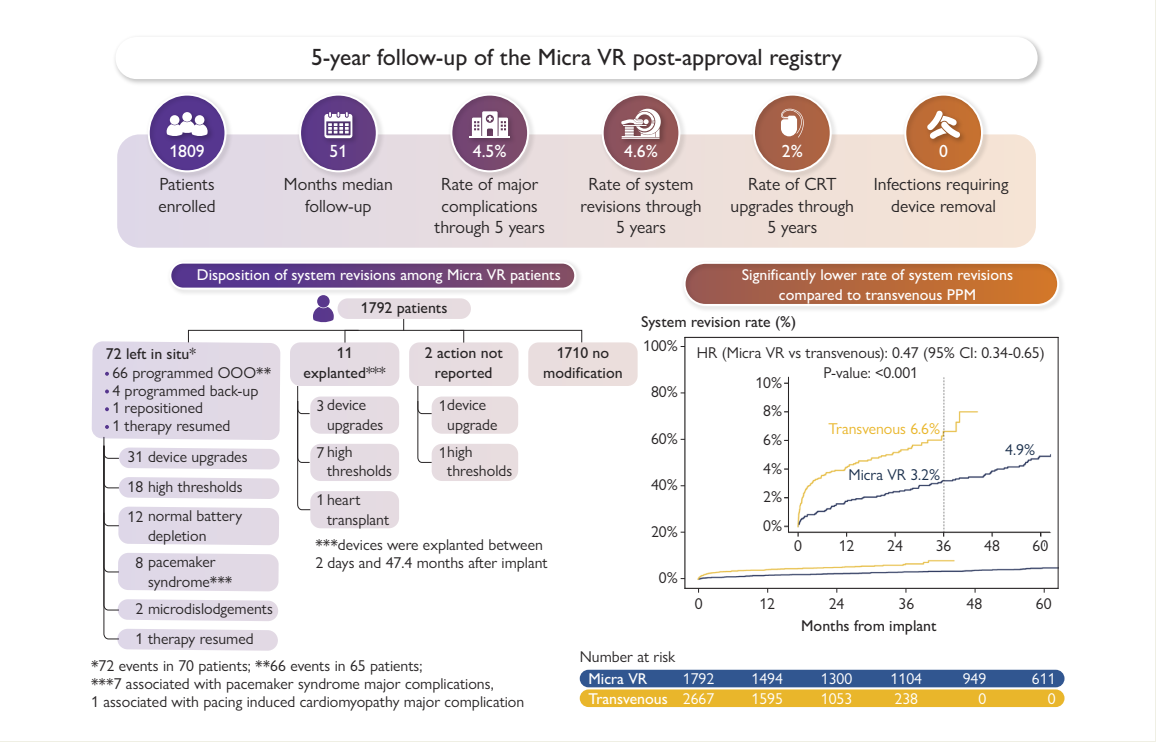 5-year follow-up of the Micra VR post-approval registry
1809
Patients
enrolled
51
Months median
follow-up
4.5%
Rate of major
complications
through 5 years
4.6%
Rate of system
revisions through
5 years
2%
Rate of CRT
upgrades through
5 years
0
Infections requiring
device removal
Disposition of system revisions among Micra VR patients
1792 patients
72 left in situ*
• 66 programmed OOO**
• 4 programmed back-up
• 1 repositioned
• 1 therapy resumed
31 device upgrades
18 high thresholds
12 normal battery
depletion
8 pacemaker
syndrome***
2 microdislodgements
1 therapy resumed
11
explanted***
3 device
upgrades
7 high
thresholds
1 heart
transplant
***devices were explanted between
2 days and 47.4 months after implant
2 action not
reported
1 device
upgrade
1 high
thresholds
1710 no
modification
*72 events in 70 patients; **66 events in 65 patients;
***7 associated with pacemaker syndrome major complications,
1 associated with pacing induced cardiomyopathy major complication
Significantly lower rate of system revisions
compared to transvenous PPM
System revision rate (%)
100%
80%
60%
40%
20%
0%
HR (Micra VR vs transvenous): 0.47 (95% CI: 0.34-0.65)
P-value: <0.001
10%
8%
6%
4%
2%
0%
Transvenous 6.6%
Micra VR 3.2%
4.9%
0 12 24 36 48 60
0 12 24 36 48 60
Months from implant
Number at risk
Micra VR 1792 1494 1300 1104 949 611
Transvenous 2667 1595 1053 238 0 0